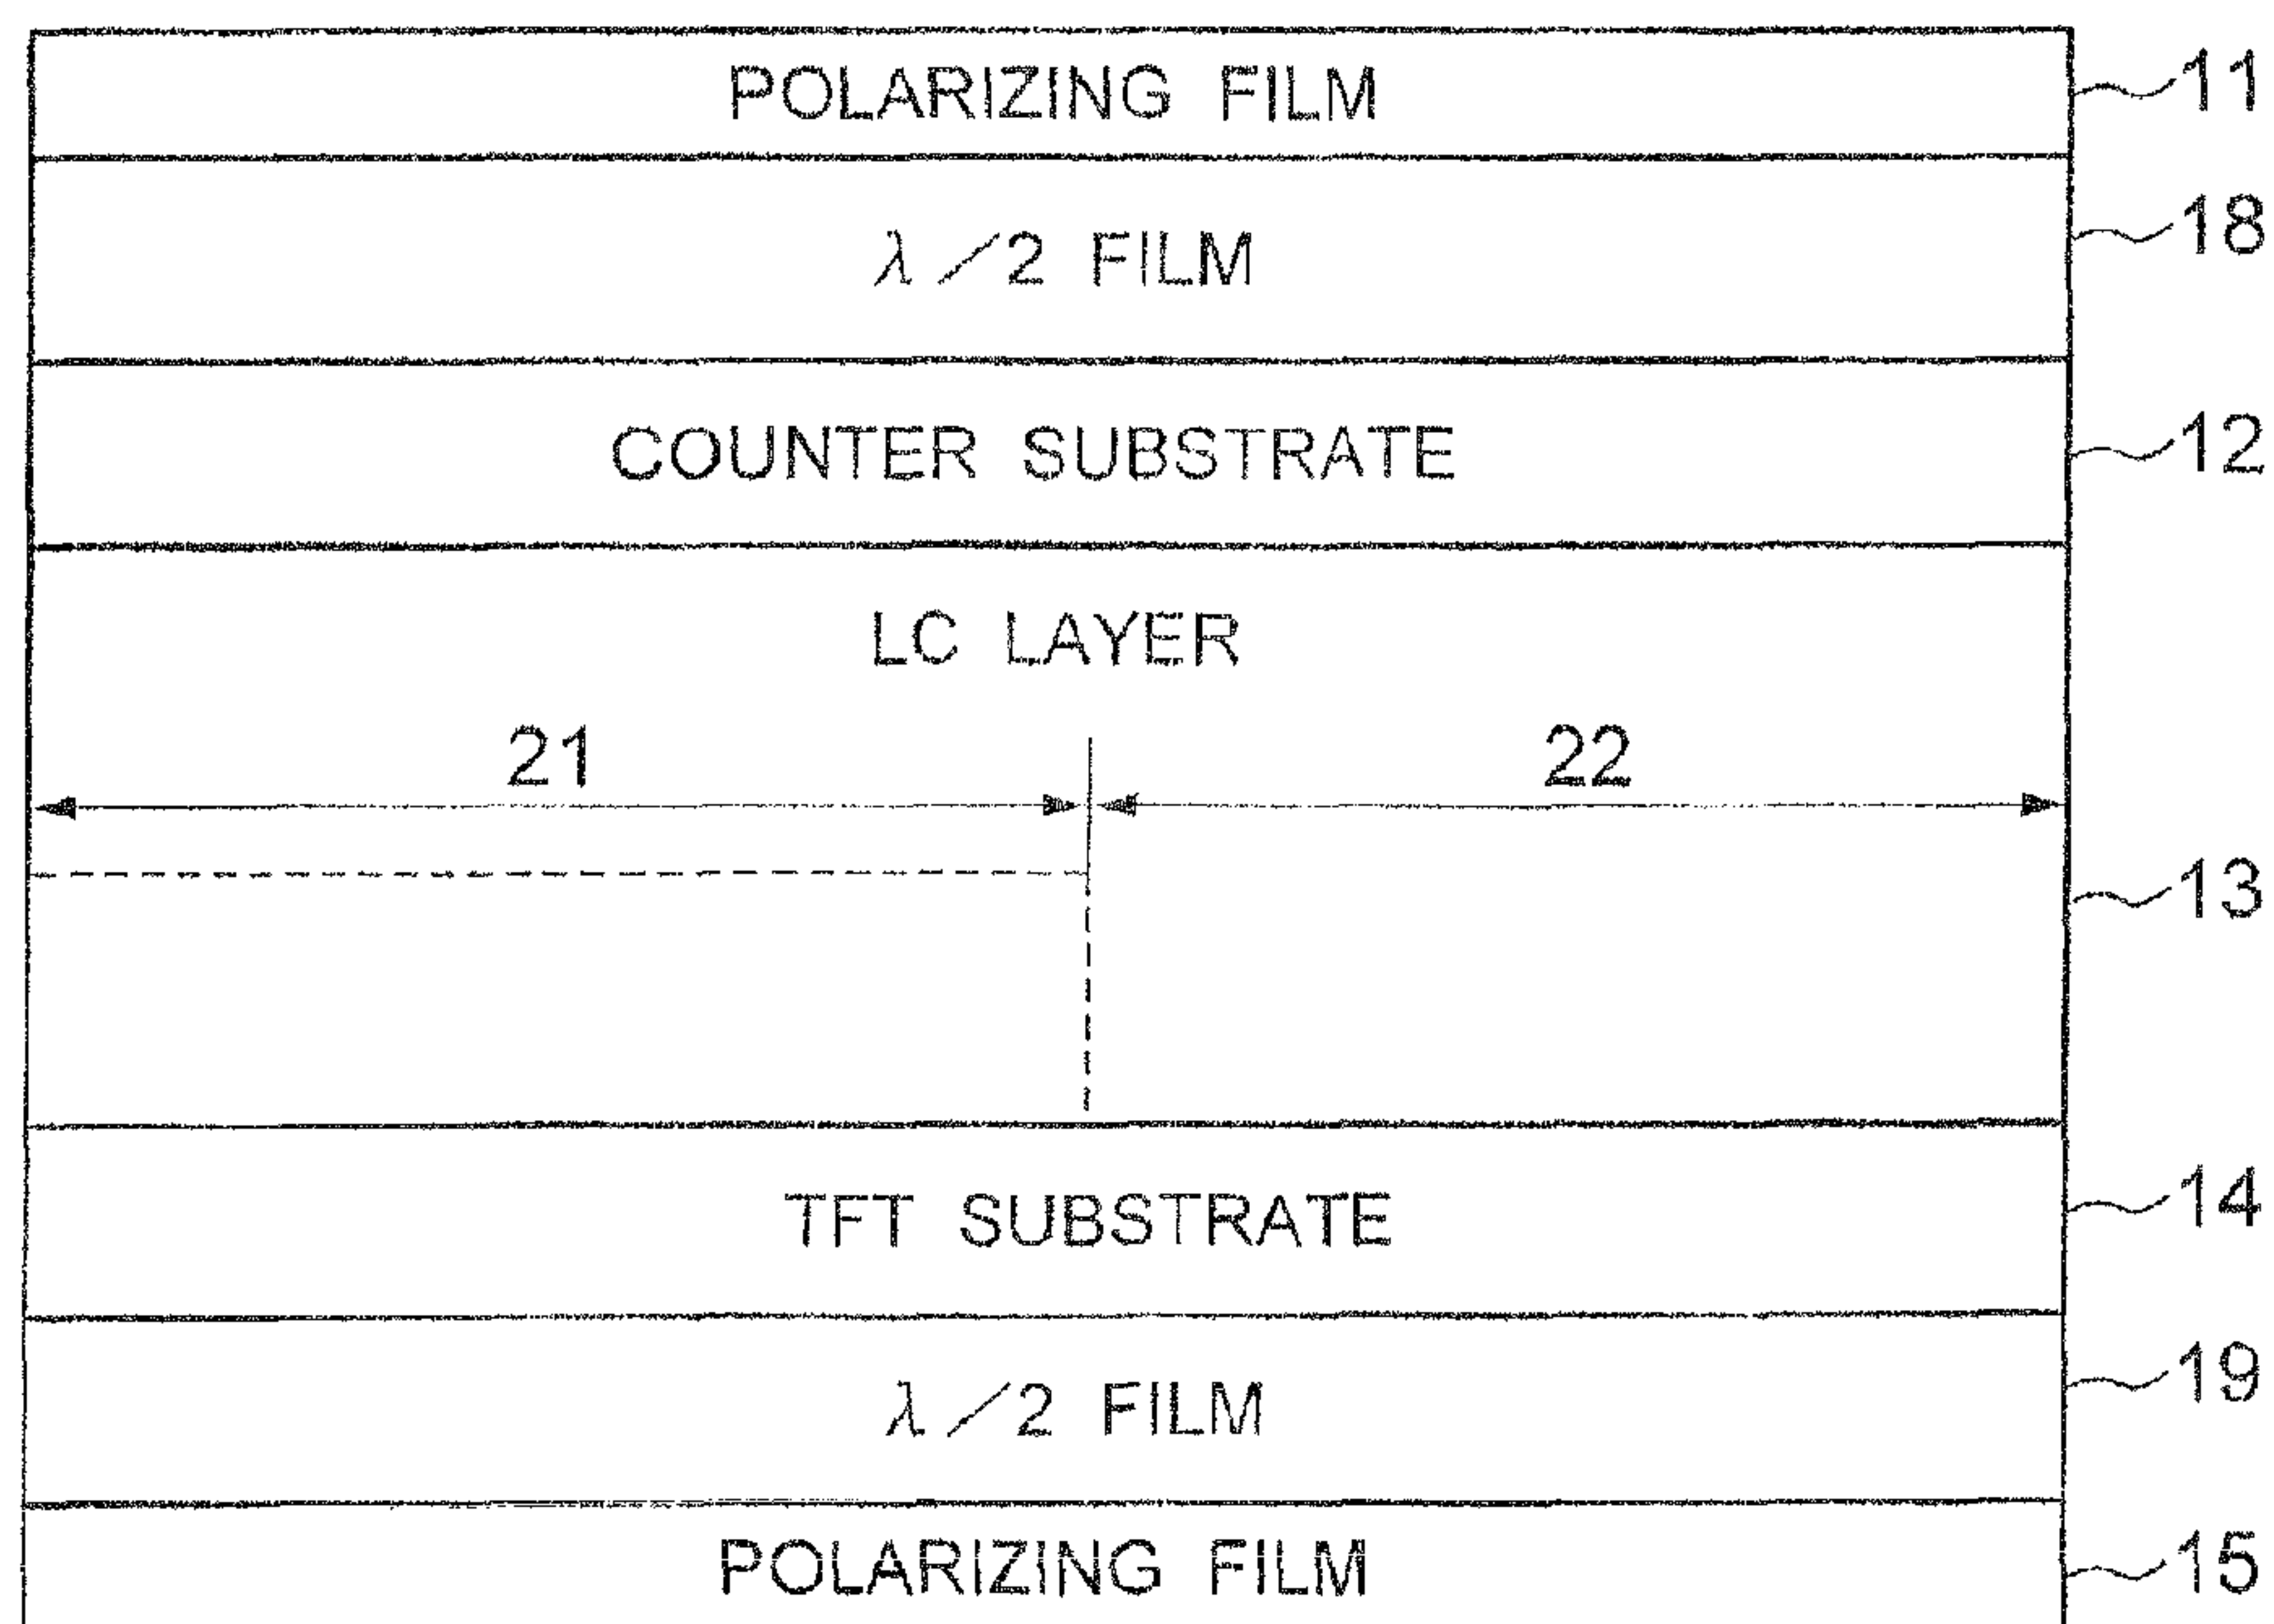 POLARIZING FILM 11
λ/2 FILM 18
COUNTER SUBSTRATE 12
LC LAYER
21 22
13
TFT SUBSTRATE 14
λ/2 FILM 19
POLARIZING FILM 15